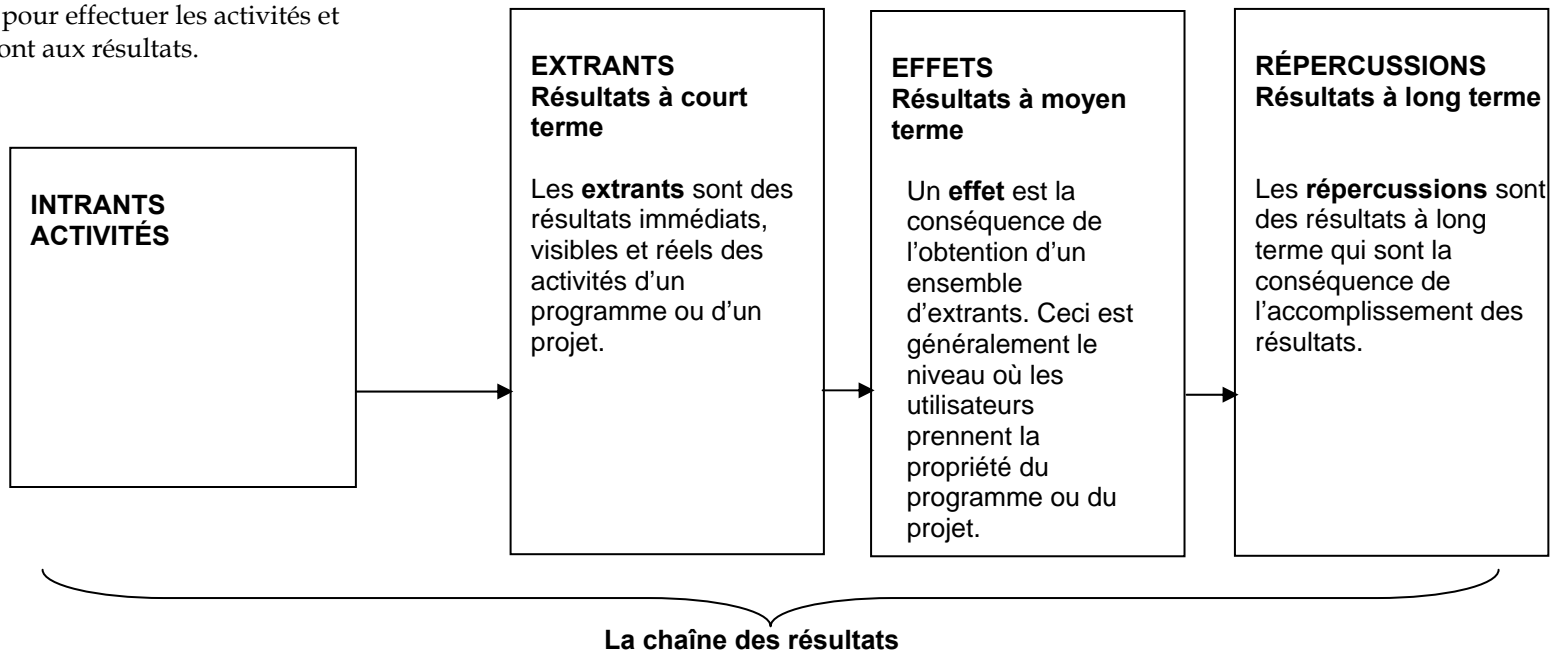 pour effectuer les activités et
ont aux résultats.
INTRANTS
ACTIVITÉS
EXTRANTS
Résultats à court
terme
Les extrants sont des
résultats immédiats,
visibles et réels des
activités d'un
programme ou d'un
projet.
EFFETS
Résultats à moyen
terme
Un effet est la
conséquence de
l'obtention d'un
ensemble
d'extrants. Ceci est
généralement le
niveau où les
utilisateurs
prennent la
propriété du
programme ou du
projet.
RÉPERCUSSIONS
Résultats à long terme
Les répercussions sont
des résultats à long
terme qui sont la
conséquence de
l'accomplissement des
résultats.
La chaîne des résultats